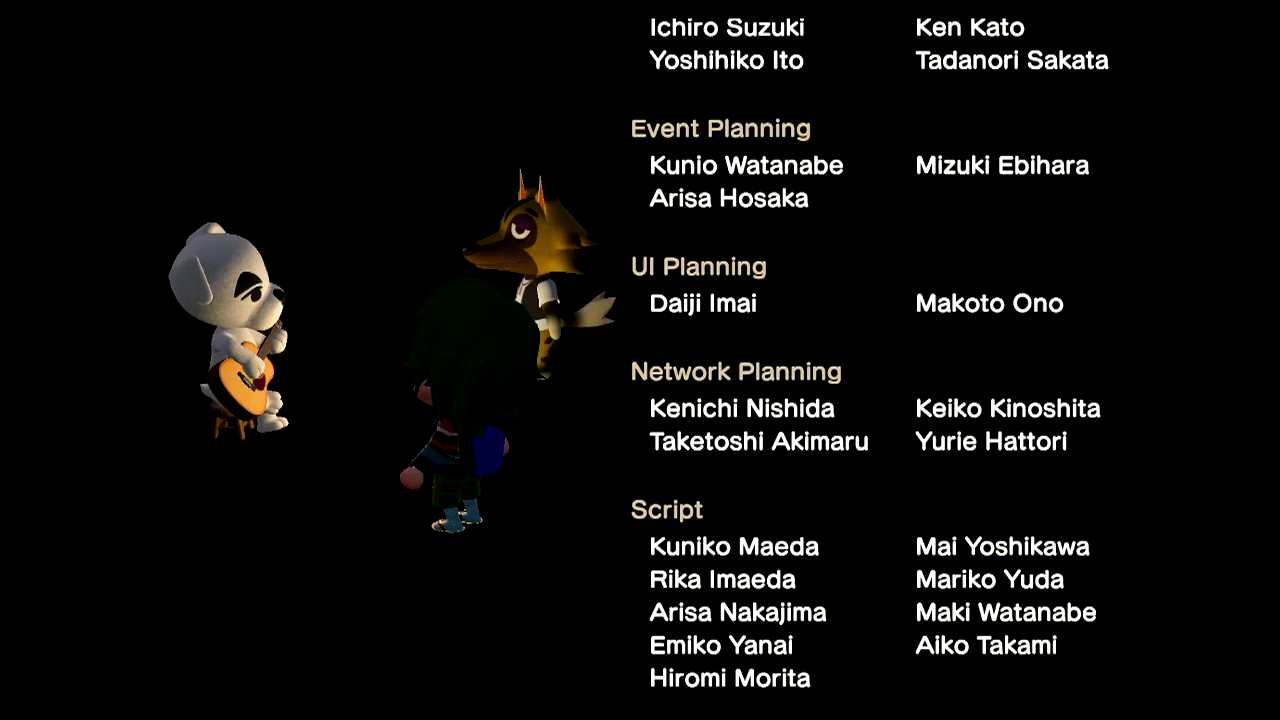 Ichiro Suzuki Ken Kato
Yoshihiko Ito Tadanori Sakata
Event Planning
Kunio Watanabe Mizuki Ebihara
Arisa Hosaka
UI Planning
Daiji Imai Makoto Ono
Network Planning
Kenichi Nishida Keiko Kinoshita
Taketoshi Akimaru Yurie Hattori
Script
Kuniko Maeda Mai Yoshikawa
Rika Imaeda Mariko Yuda
Arisa Nakajima Maki Watanabe
Emiko Yanai Aiko Takami
Hiromi Morita